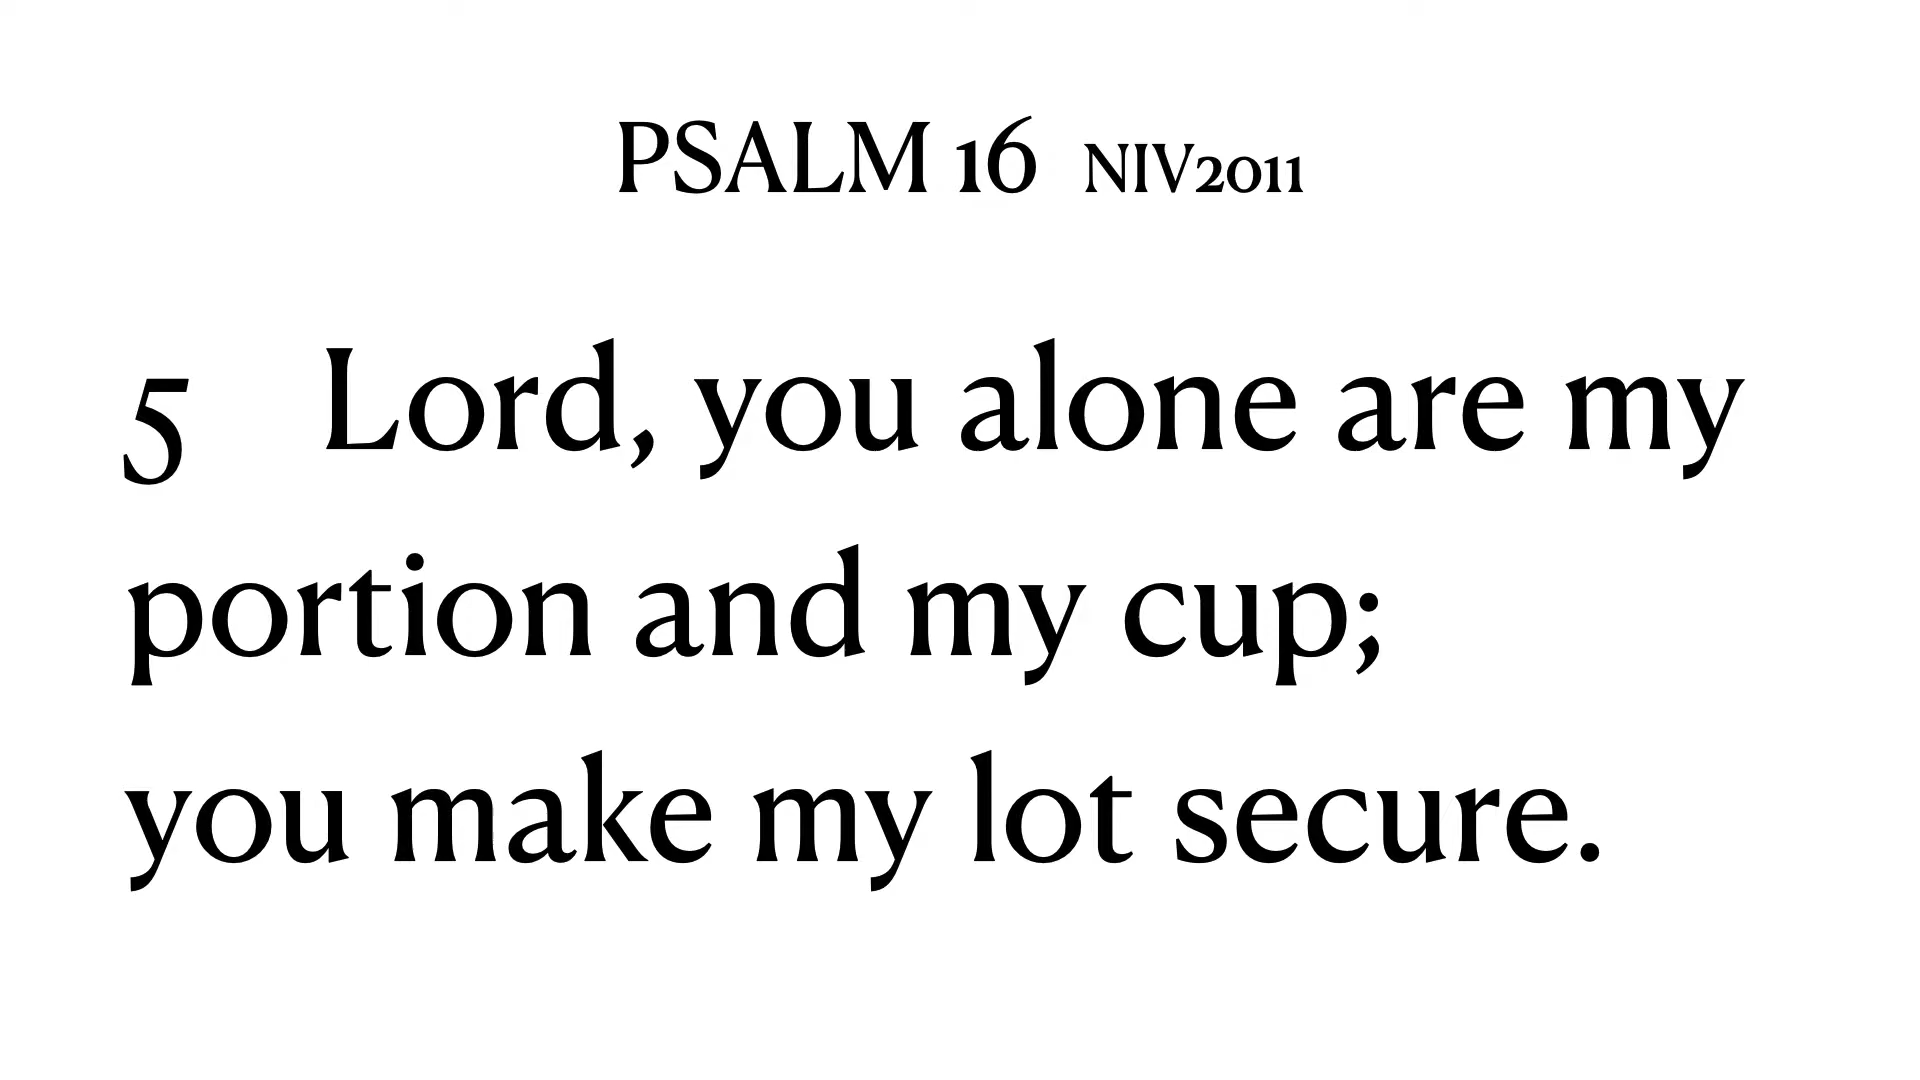 PSALM 16 NIV2011
5 Lord, you alone are my
portion and my cup;
you make my lot secure.